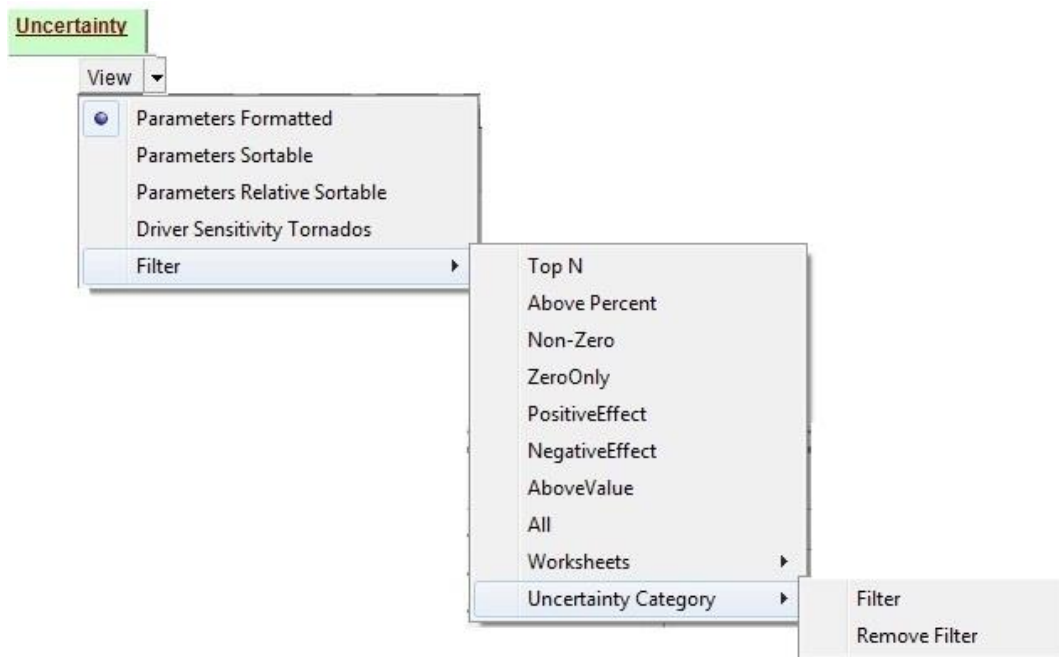 Uncertainty
View
Parameters Formatted
Parameters Sortable
Parameters Relative Sortable
Driver Sensitivity Tornados
Filter
Top N
Above Percent
Non-Zero
ZeroOnly
PositiveEffect
NegativeEffect
AboveValue
All
Worksheets
Uncertainty Category
Filter
Remove Filter